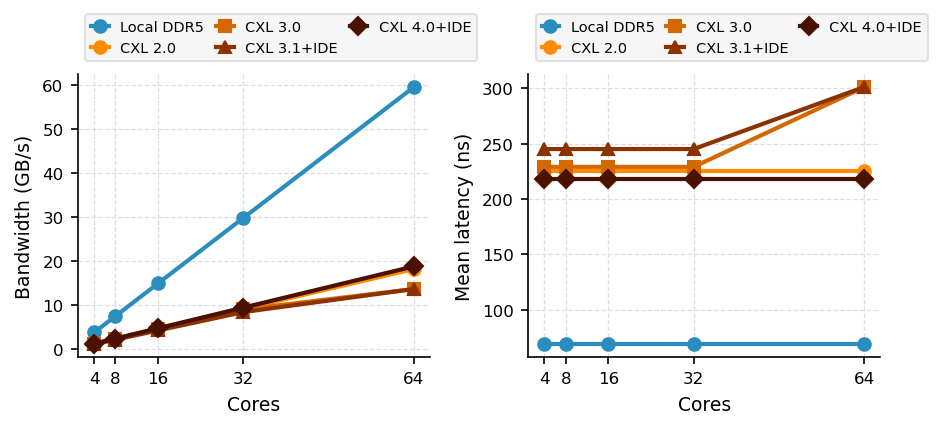 Local DDR5 CXL 3.0 CXL 4.0+IDE
CXL 2.0 CXL 3.1+IDE
Bandwidth (GB/s)
60
50
40
30
20
10
0
4 8 16 32 64
Cores
Local DDR5 CXL 3.0 CXL 4.0+IDE
CXL 2.0 CXL 3.1+IDE
Mean latency (ns)
300
250
200
150
100
4 8 16 32 64
Cores